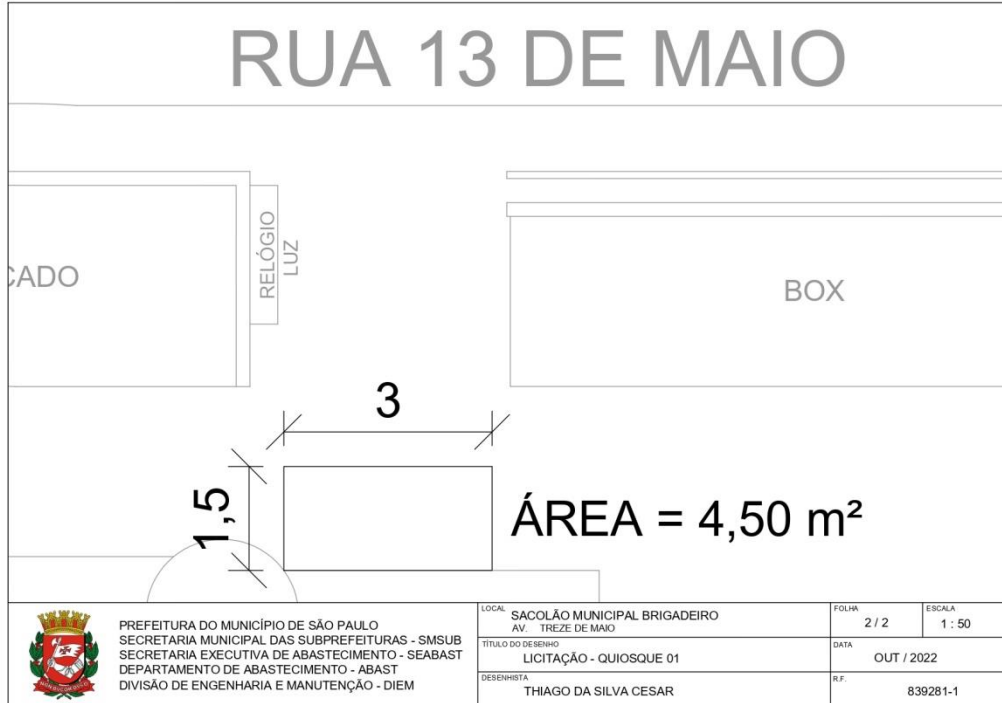 RUA 13 DE MAIO
CADO
RELÓGIO
LUZ
BOX
3
1,5
ÁREA = 4,50 m²
PREFEITURA DO MUNICÍPIO DE SÃO PAULO
SECRETARIA MUNICIPAL DAS SUBPREFEITURAS - SMSUB
SECRETARIA EXECUTIVA DE ABASTECIMENTO - SEABAST
DEPARTAMENTO DE ABASTECIMENTO - ABAST
DIVISÃO DE ENGENHARIA E MANUTENÇÃO - DIEM
LOCAL
SACOLÃO MUNICIPAL BRIGADEIRO
AV. TREZE DE MAIO
FOLHA
2 / 2
ESCALA
1 : 50
TÍTULO DO DESENHO
LICITAÇÃO - QUIOSQUE 01
DATA
OUT / 2022
DESENHISTA
THIAGO DA SILVA CESAR
R.F.
839281-1